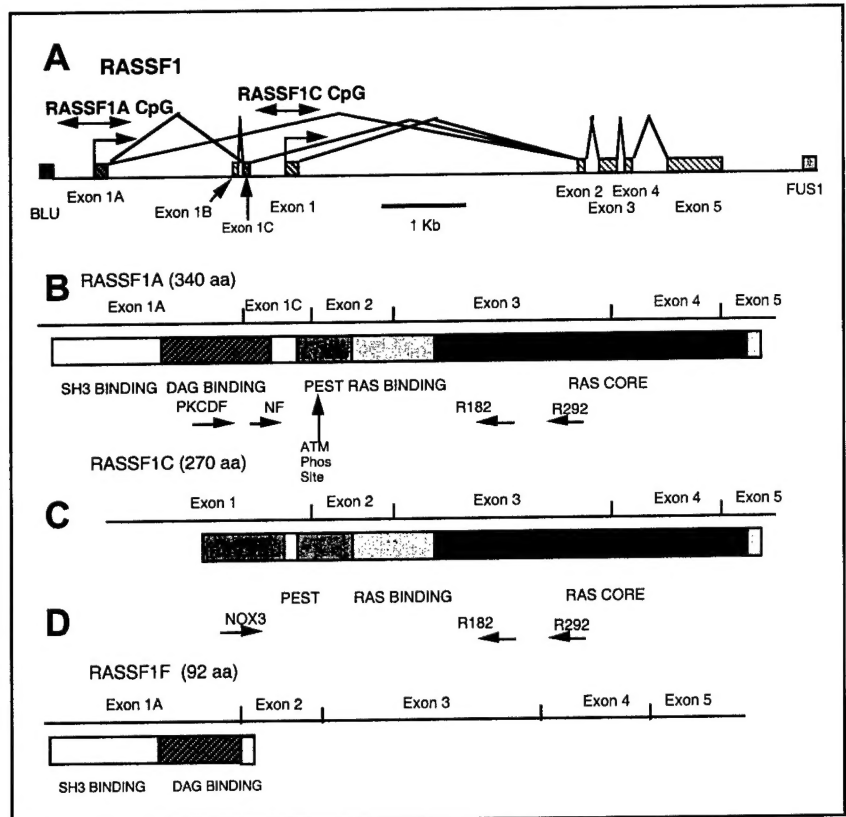 A
RASSF1
RASSF1A CpG
RASSF1C CpG
BLU
Exon 1A
Exon 1B
Exon 1C
Exon 1
1 Kb
Exon 2
Exon 3
Exon 4
Exon 5
FUS1
B
RASSF1A (340 aa)
Exon 1A Exon 1C Exon 2 Exon 3 Exon 4 Exon 5
SH3 BINDING DAG BINDING PEST RAS BINDING RAS CORE
PKCDF NF R182 R292
ATM
Phos
Site
RASSF1C (270 aa)
Exon 1 Exon 2 Exon 3 Exon 4 Exon 5
C
PEST RAS BINDING RAS CORE
NOX3 R182 R292
D
RASSF1F (92 aa)
Exon 1A Exon 2 Exon 3 Exon 4 Exon 5
SH3 BINDING DAG BINDING